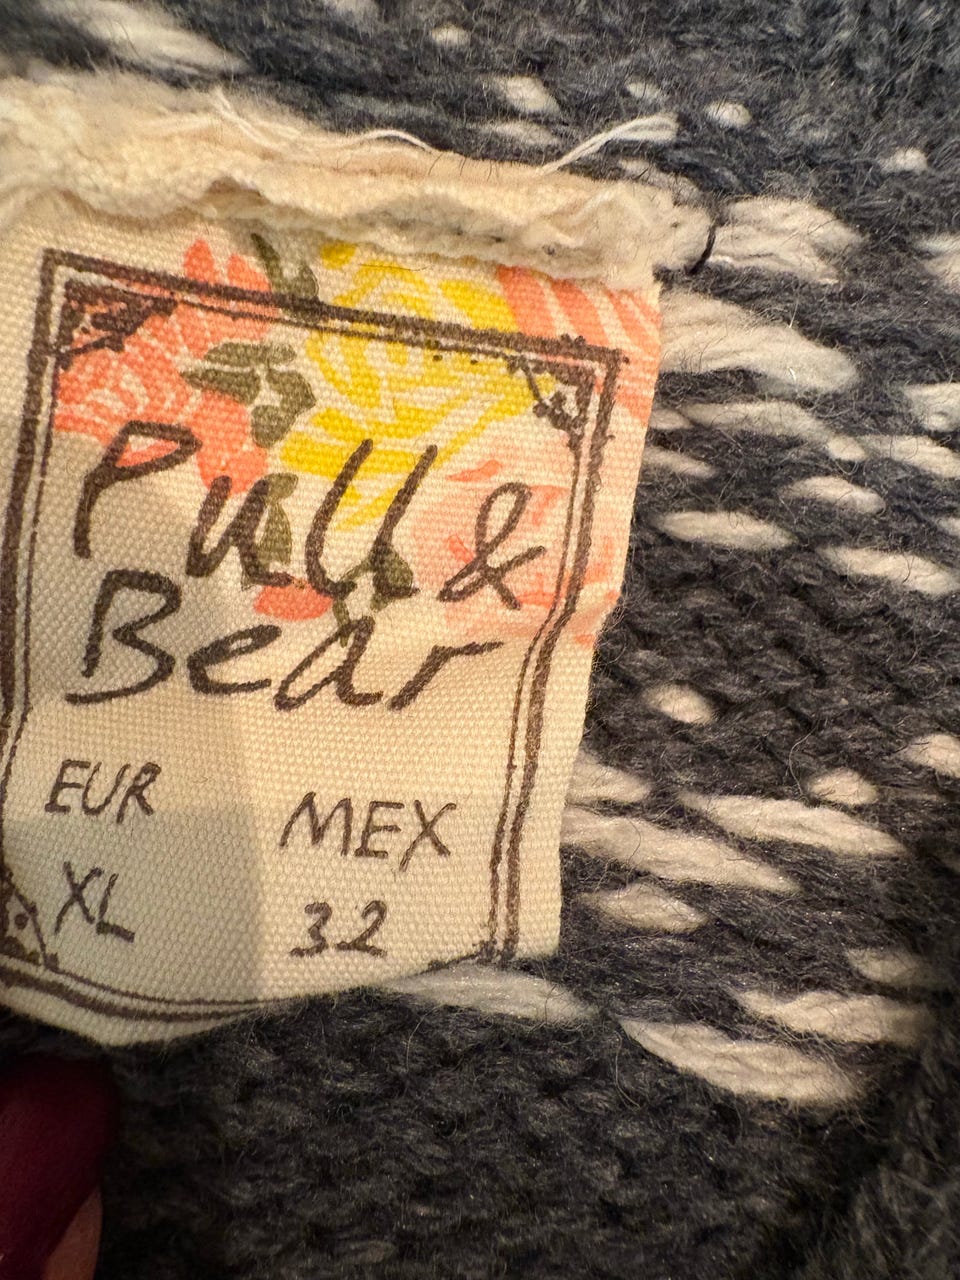 Pull &
Bear
EUR MEX
XL 32